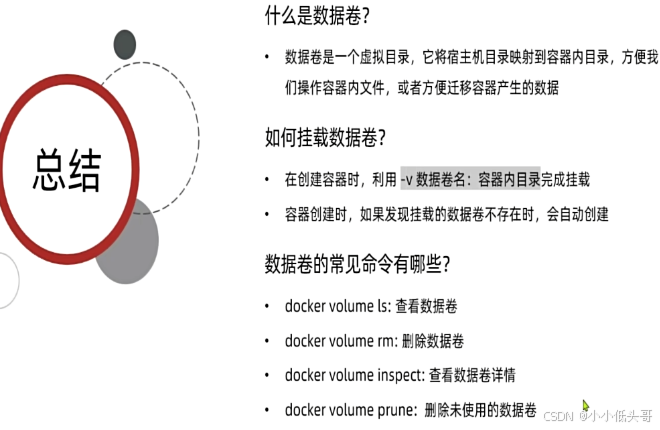 总结
什么是数据卷?
• 数据卷是一个虚拟目录，它将宿主机目录映射到容器内目录，方便我
们操作容器内文件，或者方便迁移容器产生的数据
如何挂载数据卷?
• 在创建容器时，利用 -v 数据卷名：容器内目录完成挂载
• 容器创建时，如果发现挂载的数据卷不存在时，会自动创建
数据卷的常见命令有哪些?
• docker volume ls: 查看数据卷
• docker volume rm: 删除数据卷
• docker volume inspect: 查看数据卷详情
• docker volume prune: 删除未使用的数据卷
CSDN @小小低头哥